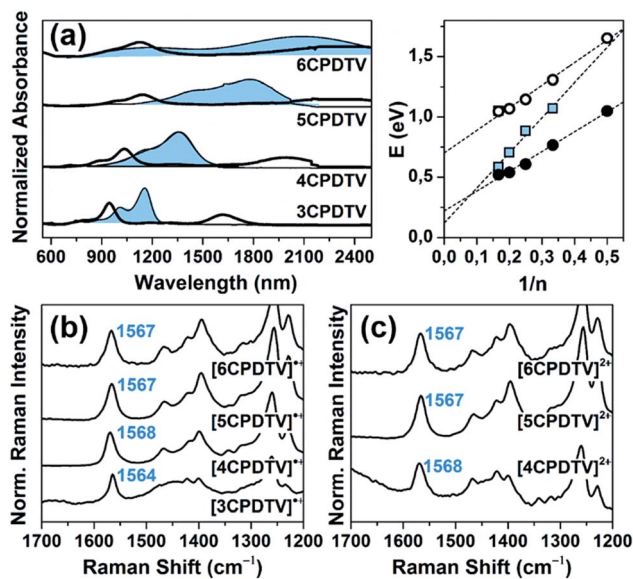 (a)
Normalized Absorbance
6CPDTV
5CPDTV
4CPDTV
3CPDTV
600 900 1200 1500 1800 2100 2400
Wavelength (nm)
E (eV)
1,5
1,0
0,5
0,0
0,0 0,1 0,2 0,3 0,4 0,5
1/n
(b)
Norm. Raman Intensity
1567
[6CPDTV]•+
1567
[5CPDTV]•+
1568
[4CPDTV]•+
1564
[3CPDTV]•+
1700 1600 1500 1400 1300 1200
Raman Shift (cm⁻¹)
(c)
Norm. Raman Intensity
1567
[6CPDTV]²⁺
1567
[5CPDTV]²⁺
1568
[4CPDTV]²⁺
1700 1600 1500 1400 1300 1200
Raman Shift (cm⁻¹)